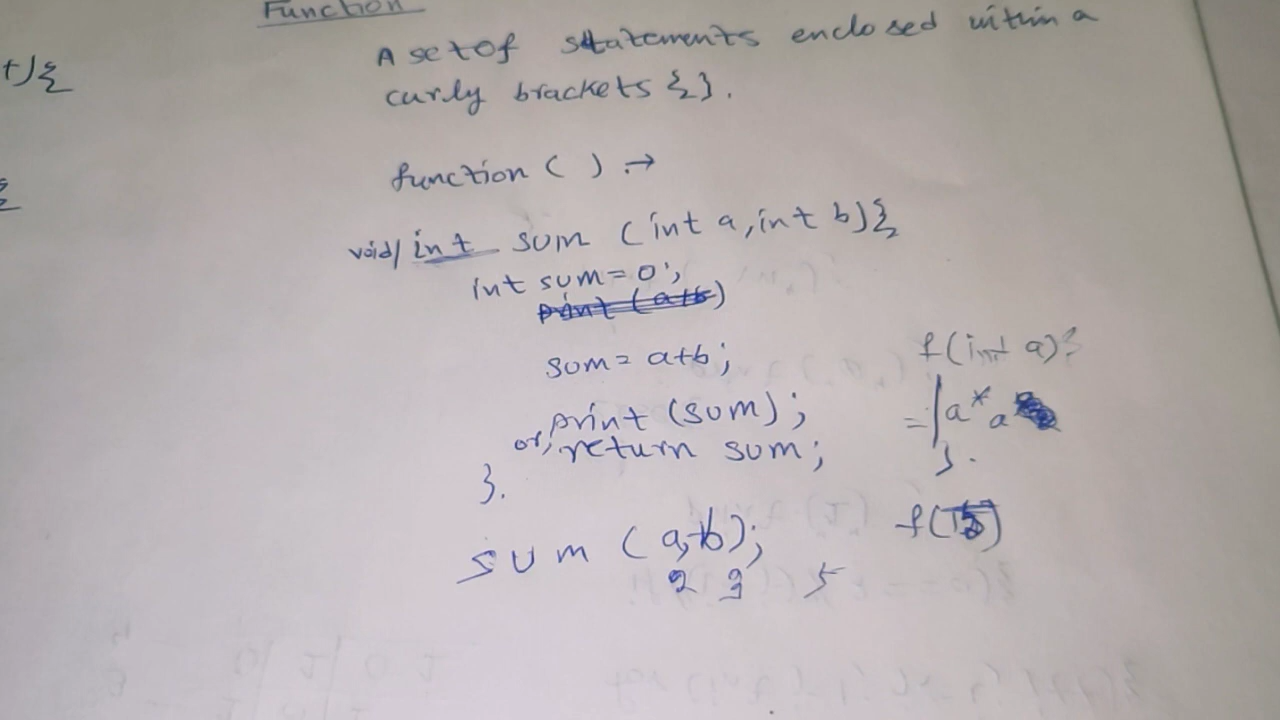 Function
A set of statements enclosed within a
curly brackets {}.
t){
function ( ) →
{
void/int sum (int a, int b){
int sum = 0;
print (a+b)
sum = a+b;
print (sum);
or, return sum;
}.
f(int a)
= a*a
}.
sum (a,b);
2 3 5